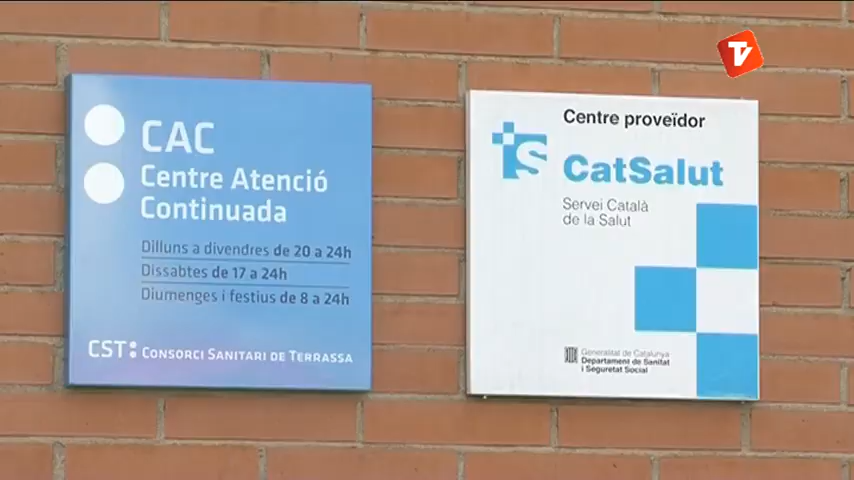 TV
CAC
Centre Atenció
Continuada
Dilluns a divendres de 20 a 24h
Dissabtes de 17 a 24h
Diumenges i festius de 8 a 24h
CST: CONSORCI SANITARI DE TERRASSA
Centre proveïdor
CatSalut
Servei Català
de la Salut
Generalitat de Catalunya
Departament de Sanitat
i Seguretat Social